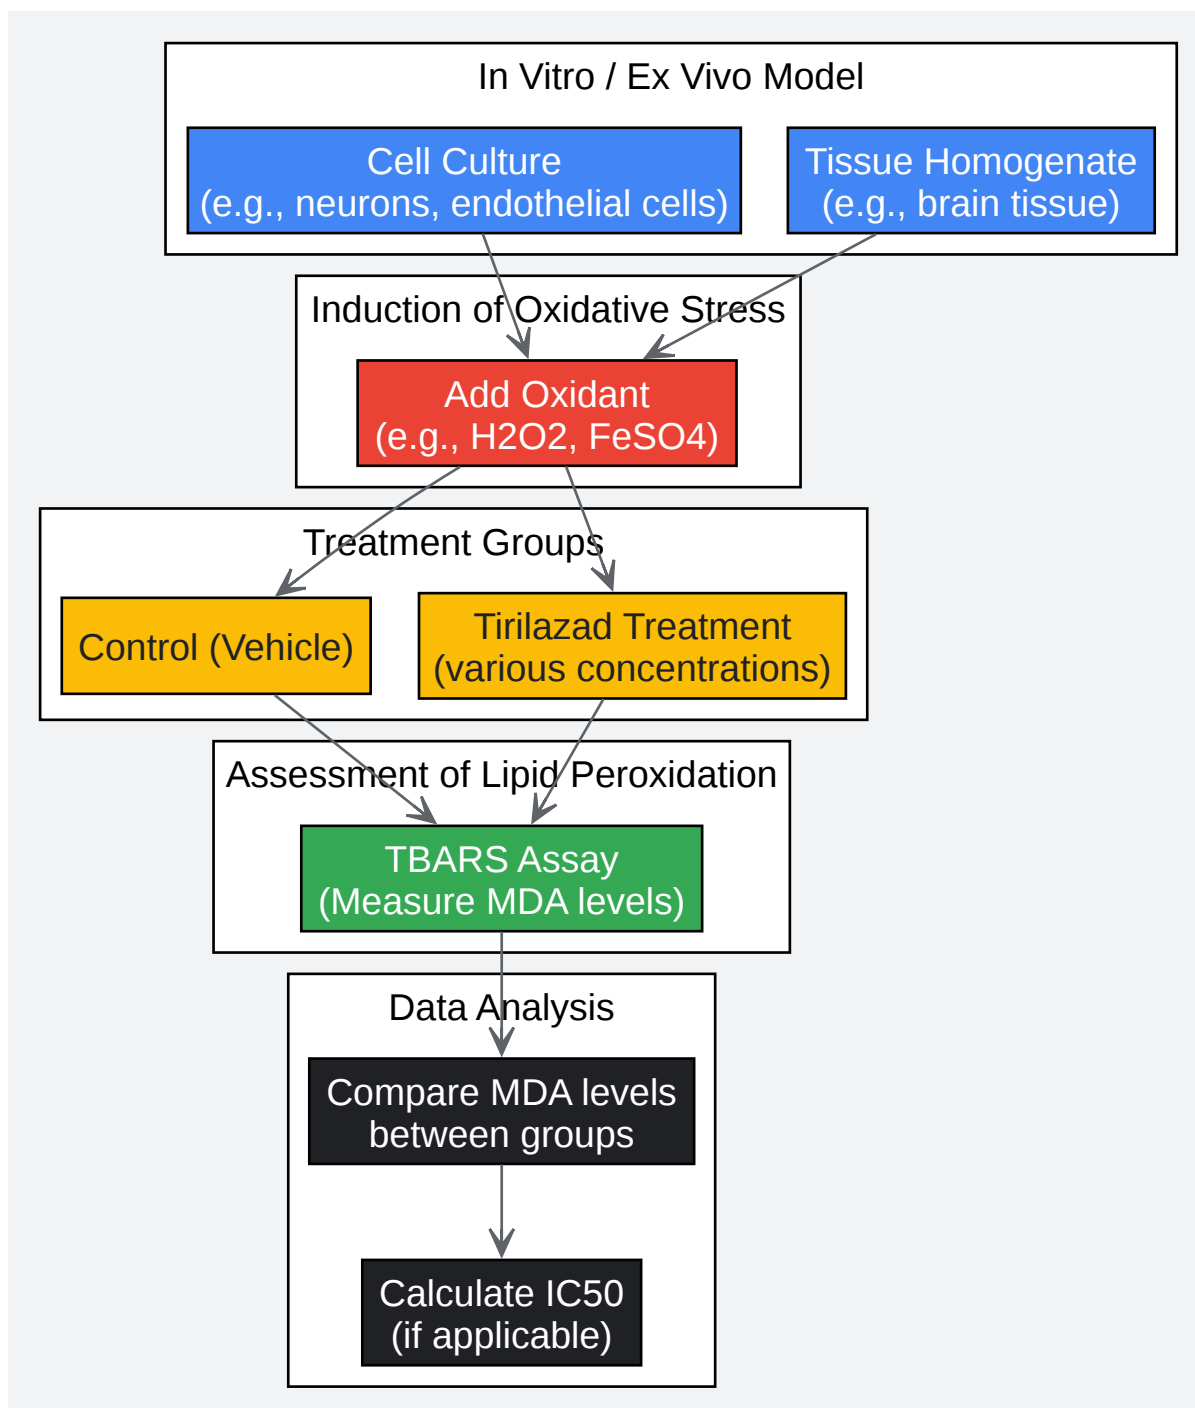 In Vitro / Ex Vivo Model
Cell Culture
(e.g., neurons, endothelial cells)
Tissue Homogenate
(e.g., brain tissue)
Induction of Oxidative Stress
Add Oxidant
(e.g., H2O2, FeSO4)
Treatment Groups
Control (Vehicle)
Tirilazad Treatment
(various concentrations)
Assessment of Lipid Peroxidation
TBARS Assay
(Measure MDA levels)
Data Analysis
Compare MDA levels
between groups
Calculate IC50
(if applicable)